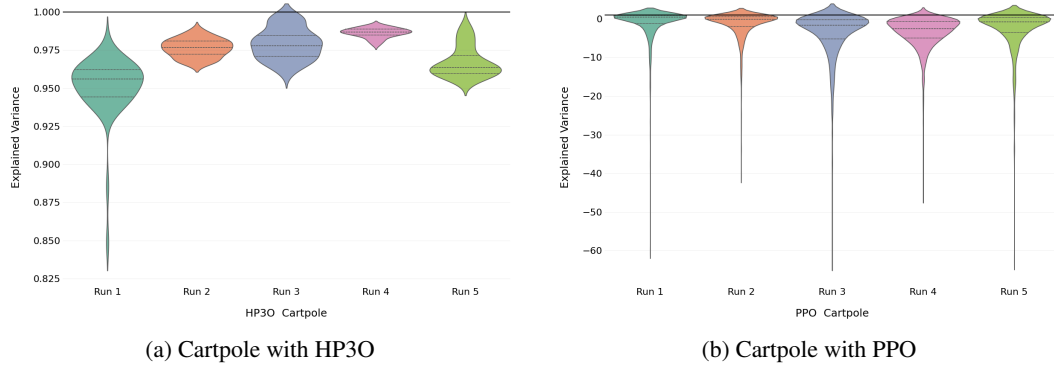 1.000
0.975
0.950
0.925
0.900
0.875
0.850
0.825
Explained Variance
Run 1 Run 2 Run 3 Run 4 Run 5
HP3O Cartpole
(a) Cartpole with HP3O
0
−10
−20
−30
−40
−50
−60
Explained Variance
Run 1 Run 2 Run 3 Run 4 Run 5
PPO Cartpole
(b) Cartpole with PPO